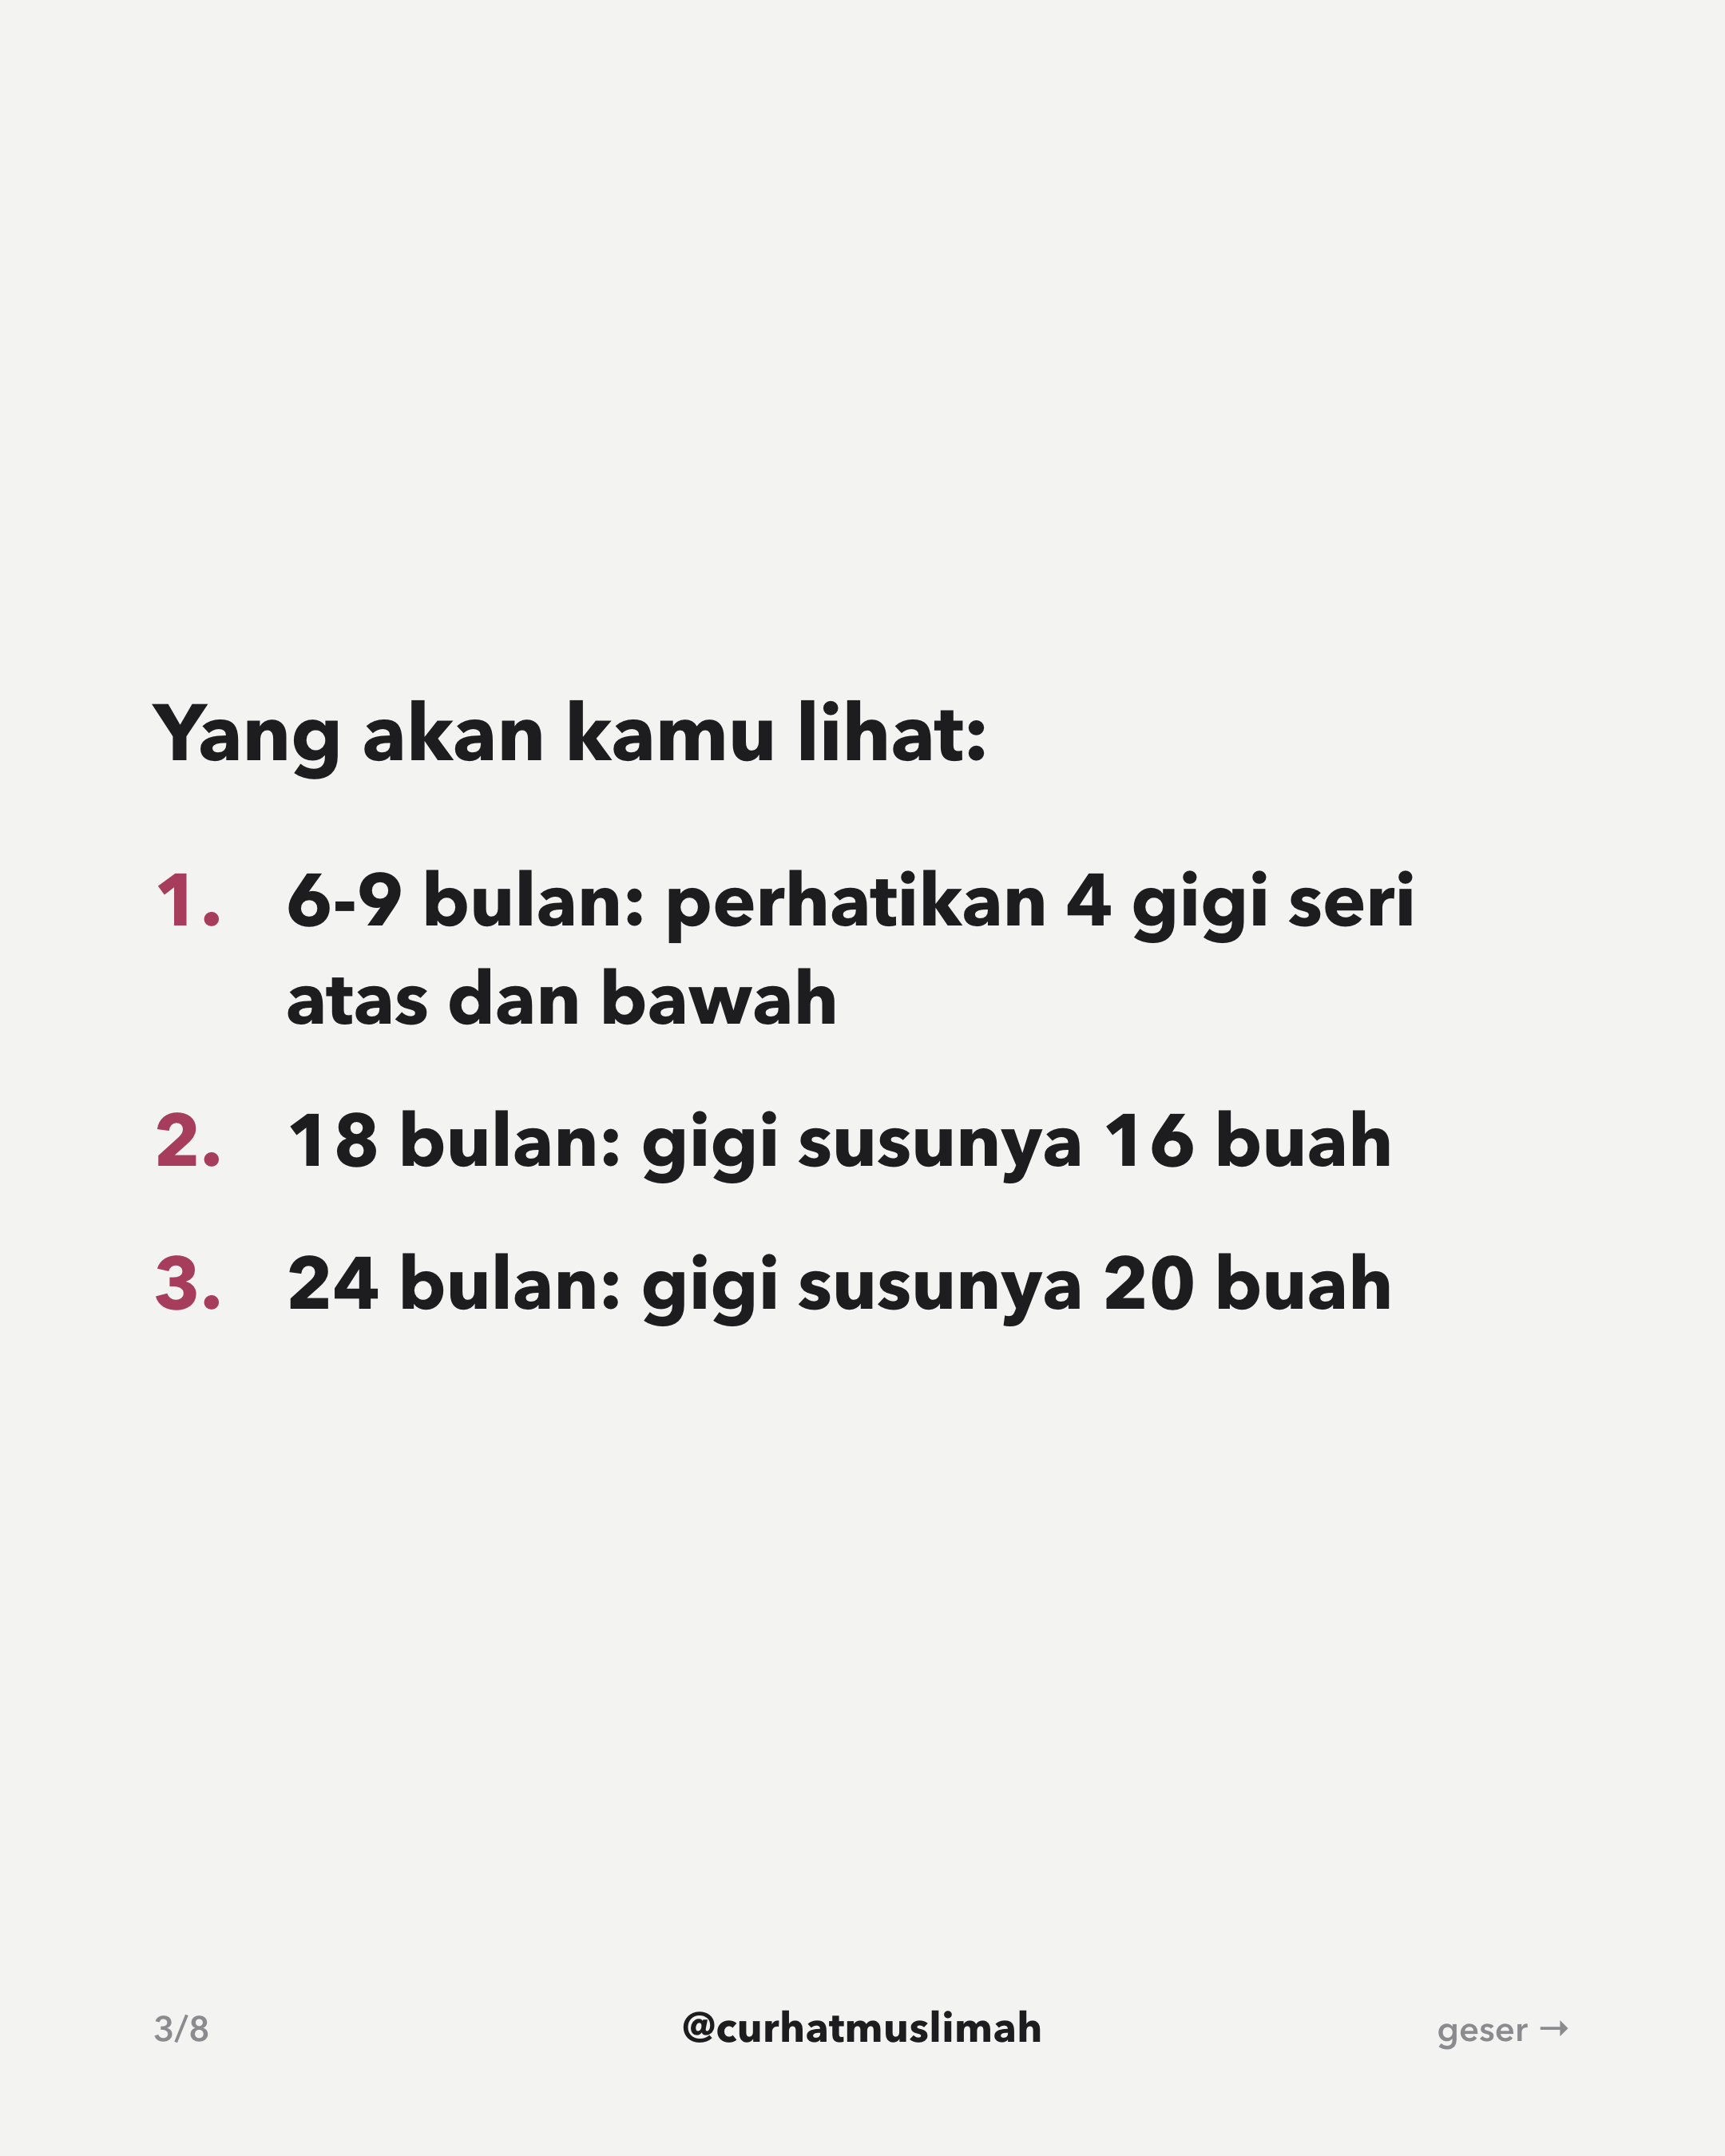 Yang akan kamu lihat:
1. 6-9 bulan: perhatikan 4 gigi seri
atas dan bawah
2. 18 bulan: gigi susunya 16 buah
3. 24 bulan: gigi susunya 20 buah
3/8 @curhatmuslimah geser →